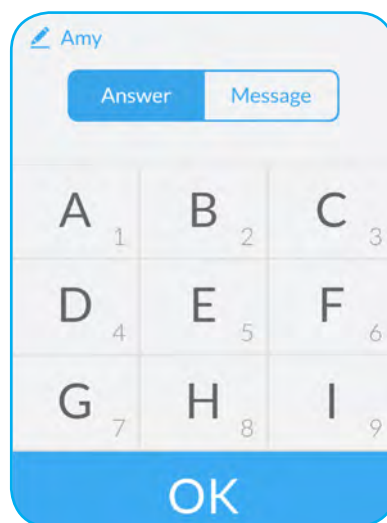 Amy
Answer Message
A 1 B 2 C 3
D 4 E 5 F 6
G 7 H 8 I 9
OK